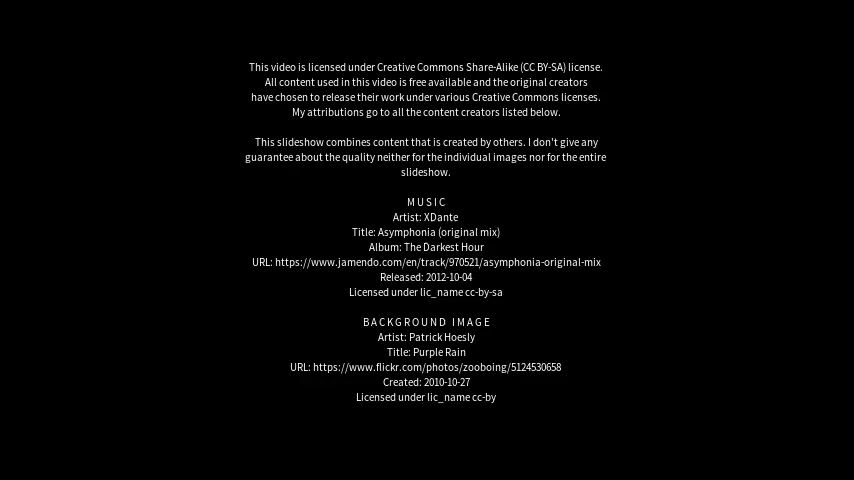 This video is licensed under Creative Commons Share-Alike (CC BY-SA) license.
All content used in this video is free available and the original creators
have chosen to release their work under various Creative Commons licenses.
My attributions go to all the content creators listed below.
This slideshow combines content that is created by others. I don't give any
guarantee about the quality neither for the individual images nor for the entire
slideshow.
M U S I C
Artist: XDante
Title: Asymphonia (original mix)
Album: The Darkest Hour
URL: https://www.jamendo.com/en/track/970521/asymphonia-original-mix
Released: 2012-10-04
Licensed under lic_name cc-by-sa
B A C K G R O U N D   I M A G E
Artist: Patrick Hoesly
Title: Purple Rain
URL: https://www.flickr.com/photos/zooboing/5124530658
Created: 2010-10-27
Licensed under lic_name cc-by